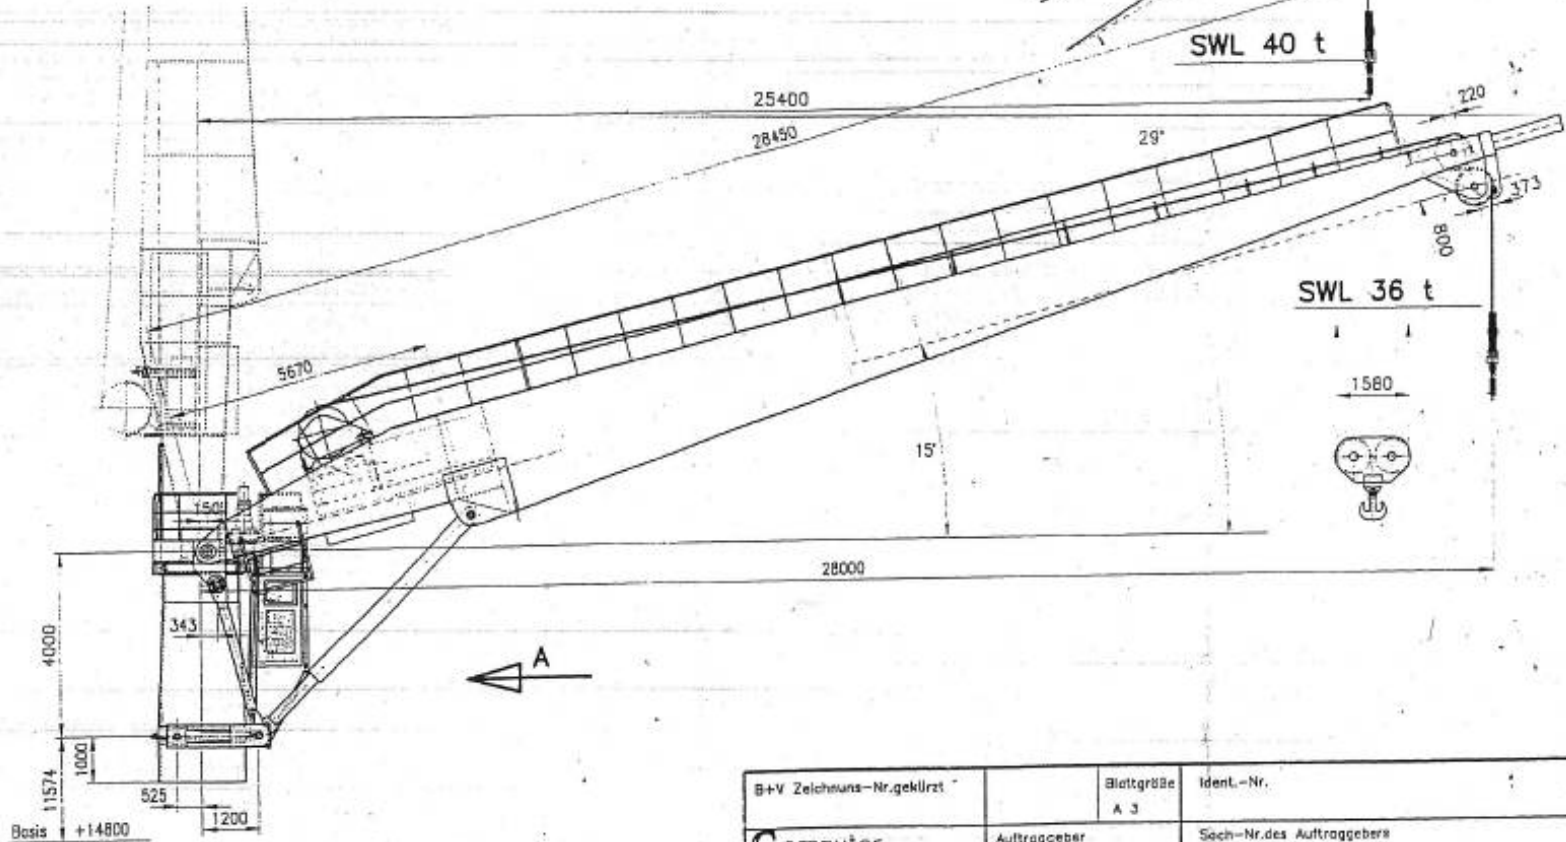 SWL 40 t
25400
220
28450
29°
373
800
SWL 36 t
5670
1580
15°
150
28000
343
4000
A
1000
11574
525
1200
Basis +14800
B+V Zeichnuns-Nr.gekürzt
Blattgröße
A 3
Ident.-Nr.
Auftraggeber
Sach-Nr.des Auftraggebers